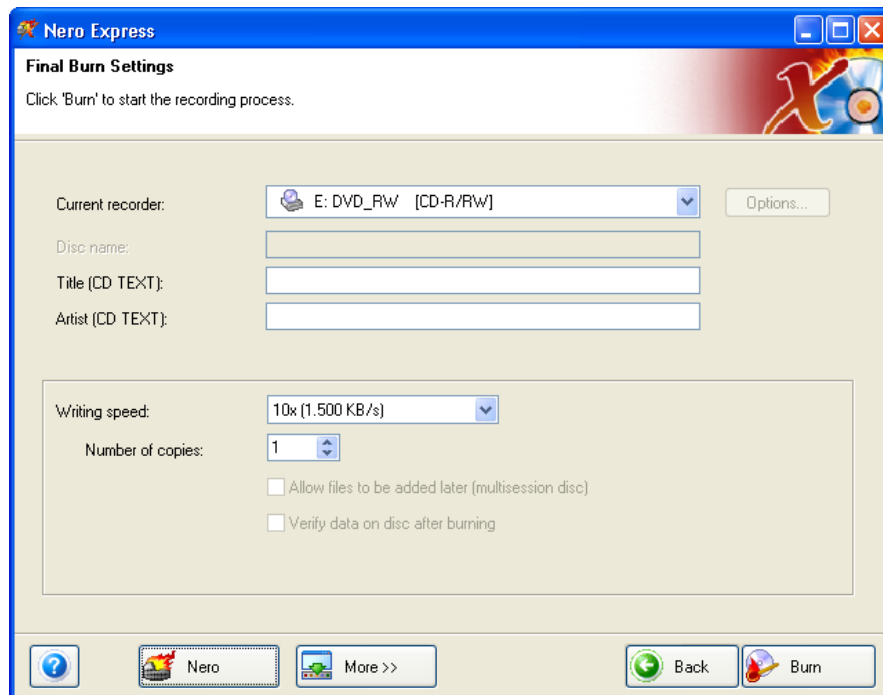 Nero Express
Final Burn Settings
Click 'Burn' to start the recording process.
Current recorder: E: DVD_RW [CD-R/RW] Options...
Disc name:
Title (CD TEXT):
Artist (CD TEXT):
Writing speed: 10x (1.500 KB/s)
Number of copies: 1
Allow files to be added later (multisession disc)
Verify data on disc after burning
? Nero More >> Back Burn